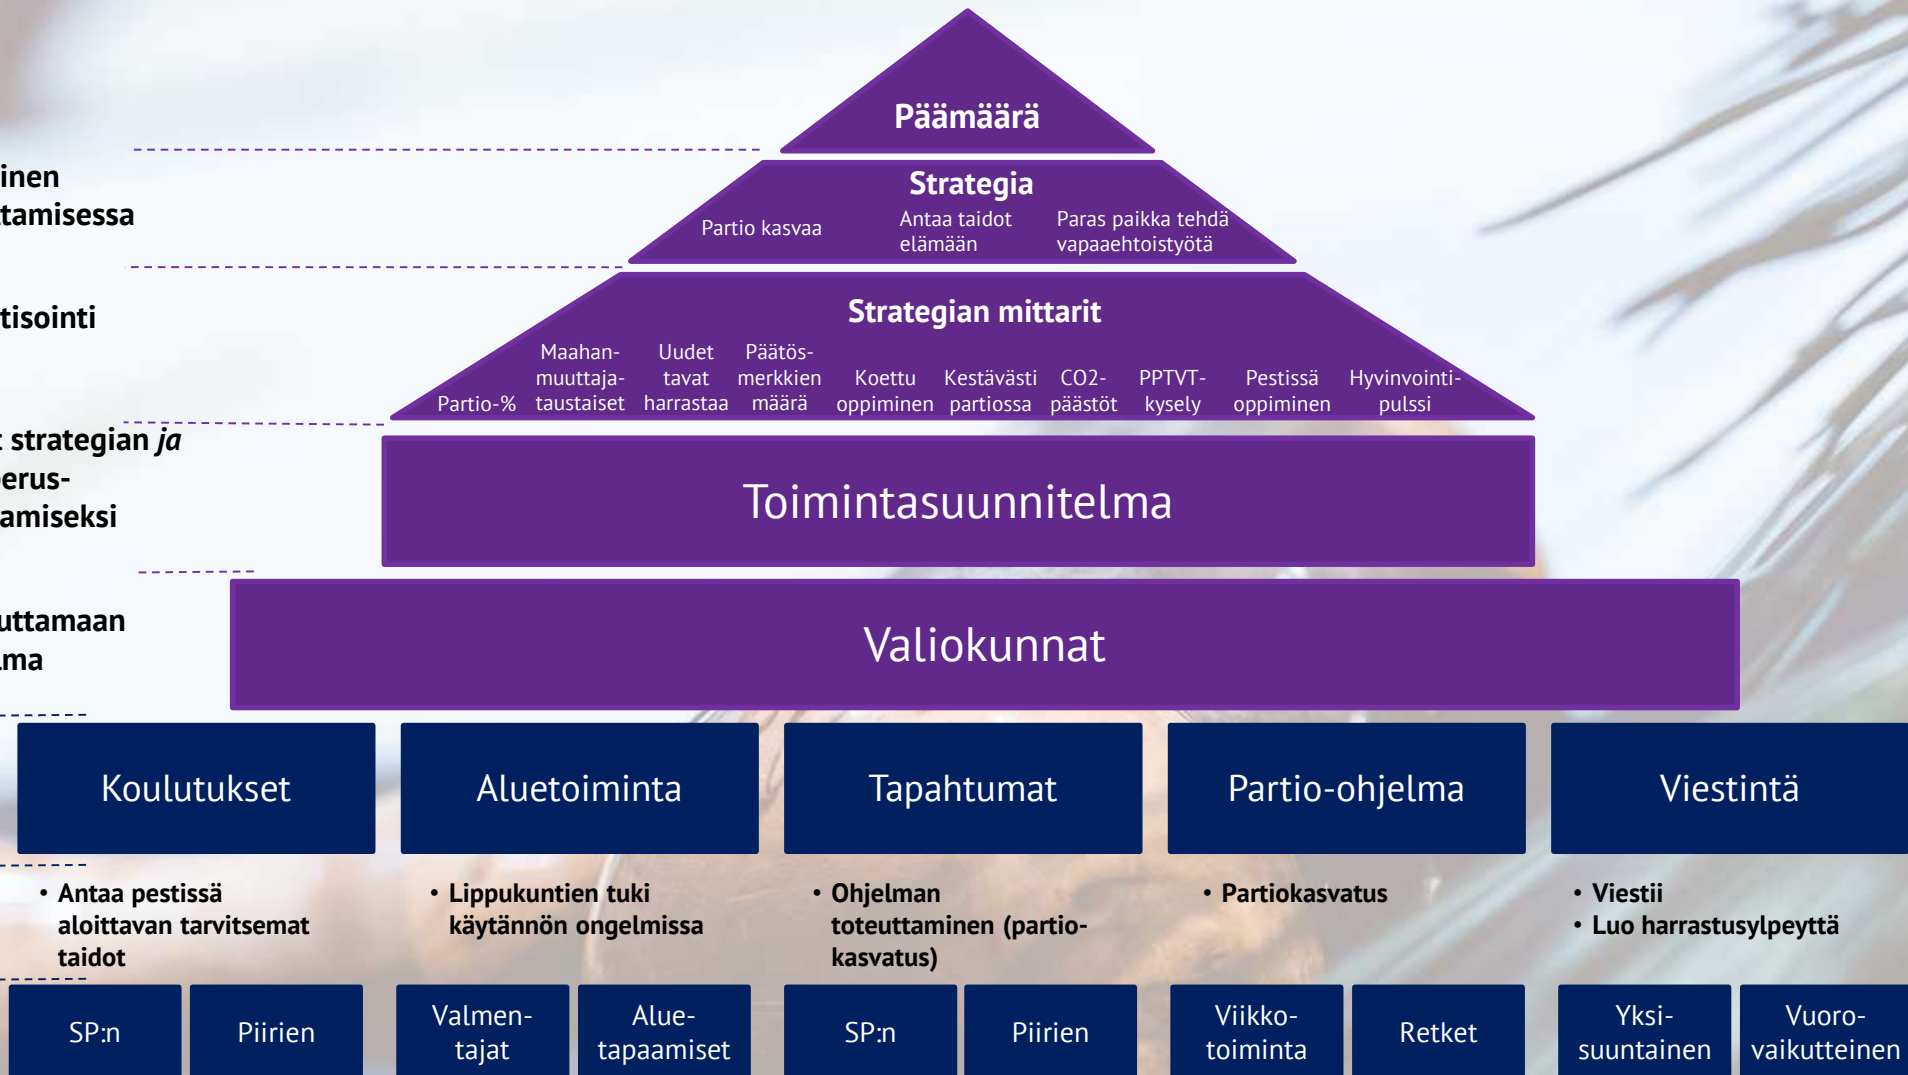 Päämäärä
Strategia
Partio kasvaa
Antaa taidot
elämään
Paras paikka tehdä
vapaaehtoistyötä
Strategian mittarit
Partio-%
Maahan-
muuttaja-
taustaiset
Uudet
tavat
harrastaa
Päätös-
merkkien
määrä
Koettu
oppiminen
Kestävästi
partiossa
CO2-
päästöt
PPTVT-
kysely
Pestissä
oppiminen
Hyvinvointi-
pulssi
strategian ja
Toimintasuunnitelma
Valiokunnat
Koulutukset
Aluetoiminta
Tapahtumat
Partio-ohjelma
Viestintä
• Antaa pestissä
aloittavan tarvitsemat
taidot
• Lippukuntien tuki
käytännön ongelmissa
• Ohjelman
toteuttaminen (partio-
kasvatus)
• Partiokasvatus
• Viestii
• Luo harrastusylpeyttä
SP:n
Piirien
Valmen-
tajat
Alue-
tapaamiset
SP:n
Piirien
Viikko-
toiminta
Retket
Yksi-
suuntainen
Vuoro-
vaikutteinen